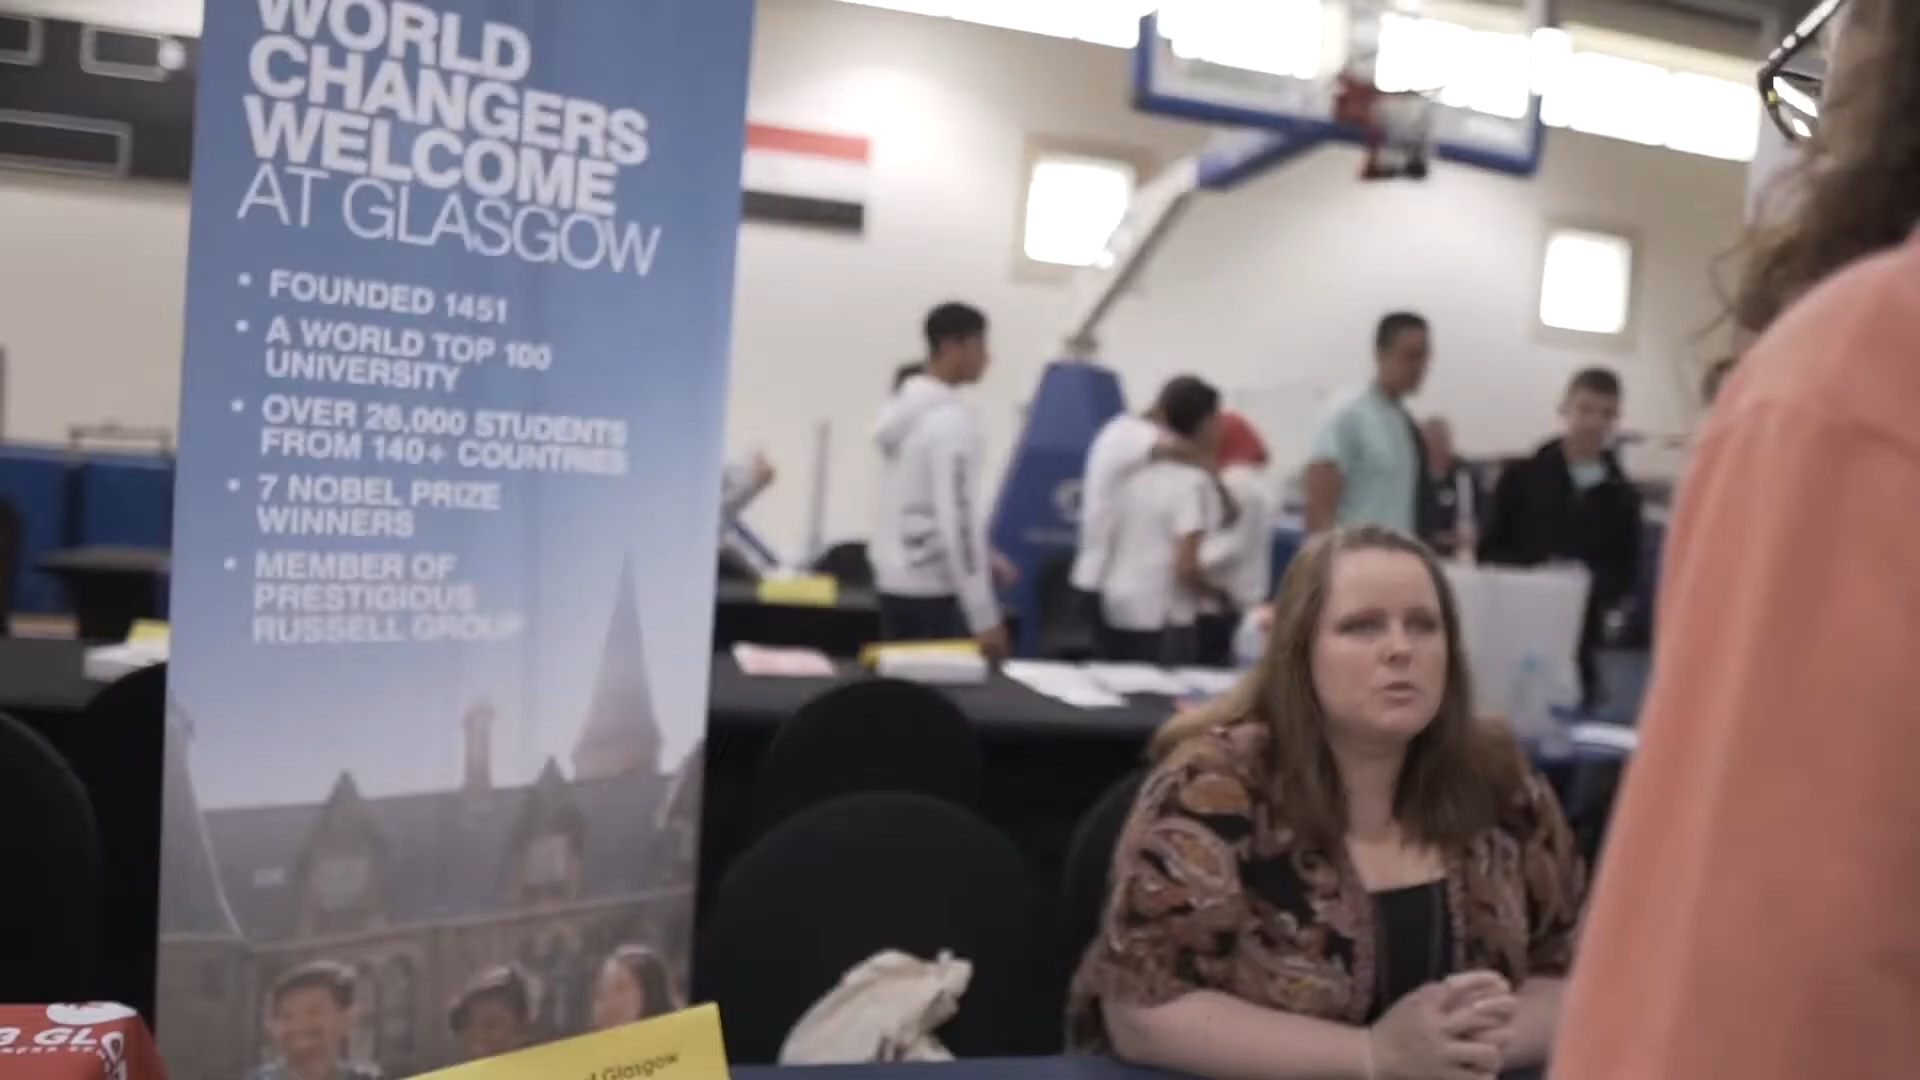 WORLD
CHANGERS
WELCOME
AT GLASGOW
• FOUNDED 1451
• A WORLD TOP 100
UNIVERSITY
• OVER 26,000 STUDENTS
FROM 140+ COUNTRIES
• 7 NOBEL PRIZE
WINNERS
• MEMBER OF
PRESTIGIOUS
RUSSELL GROUP
Glasgow